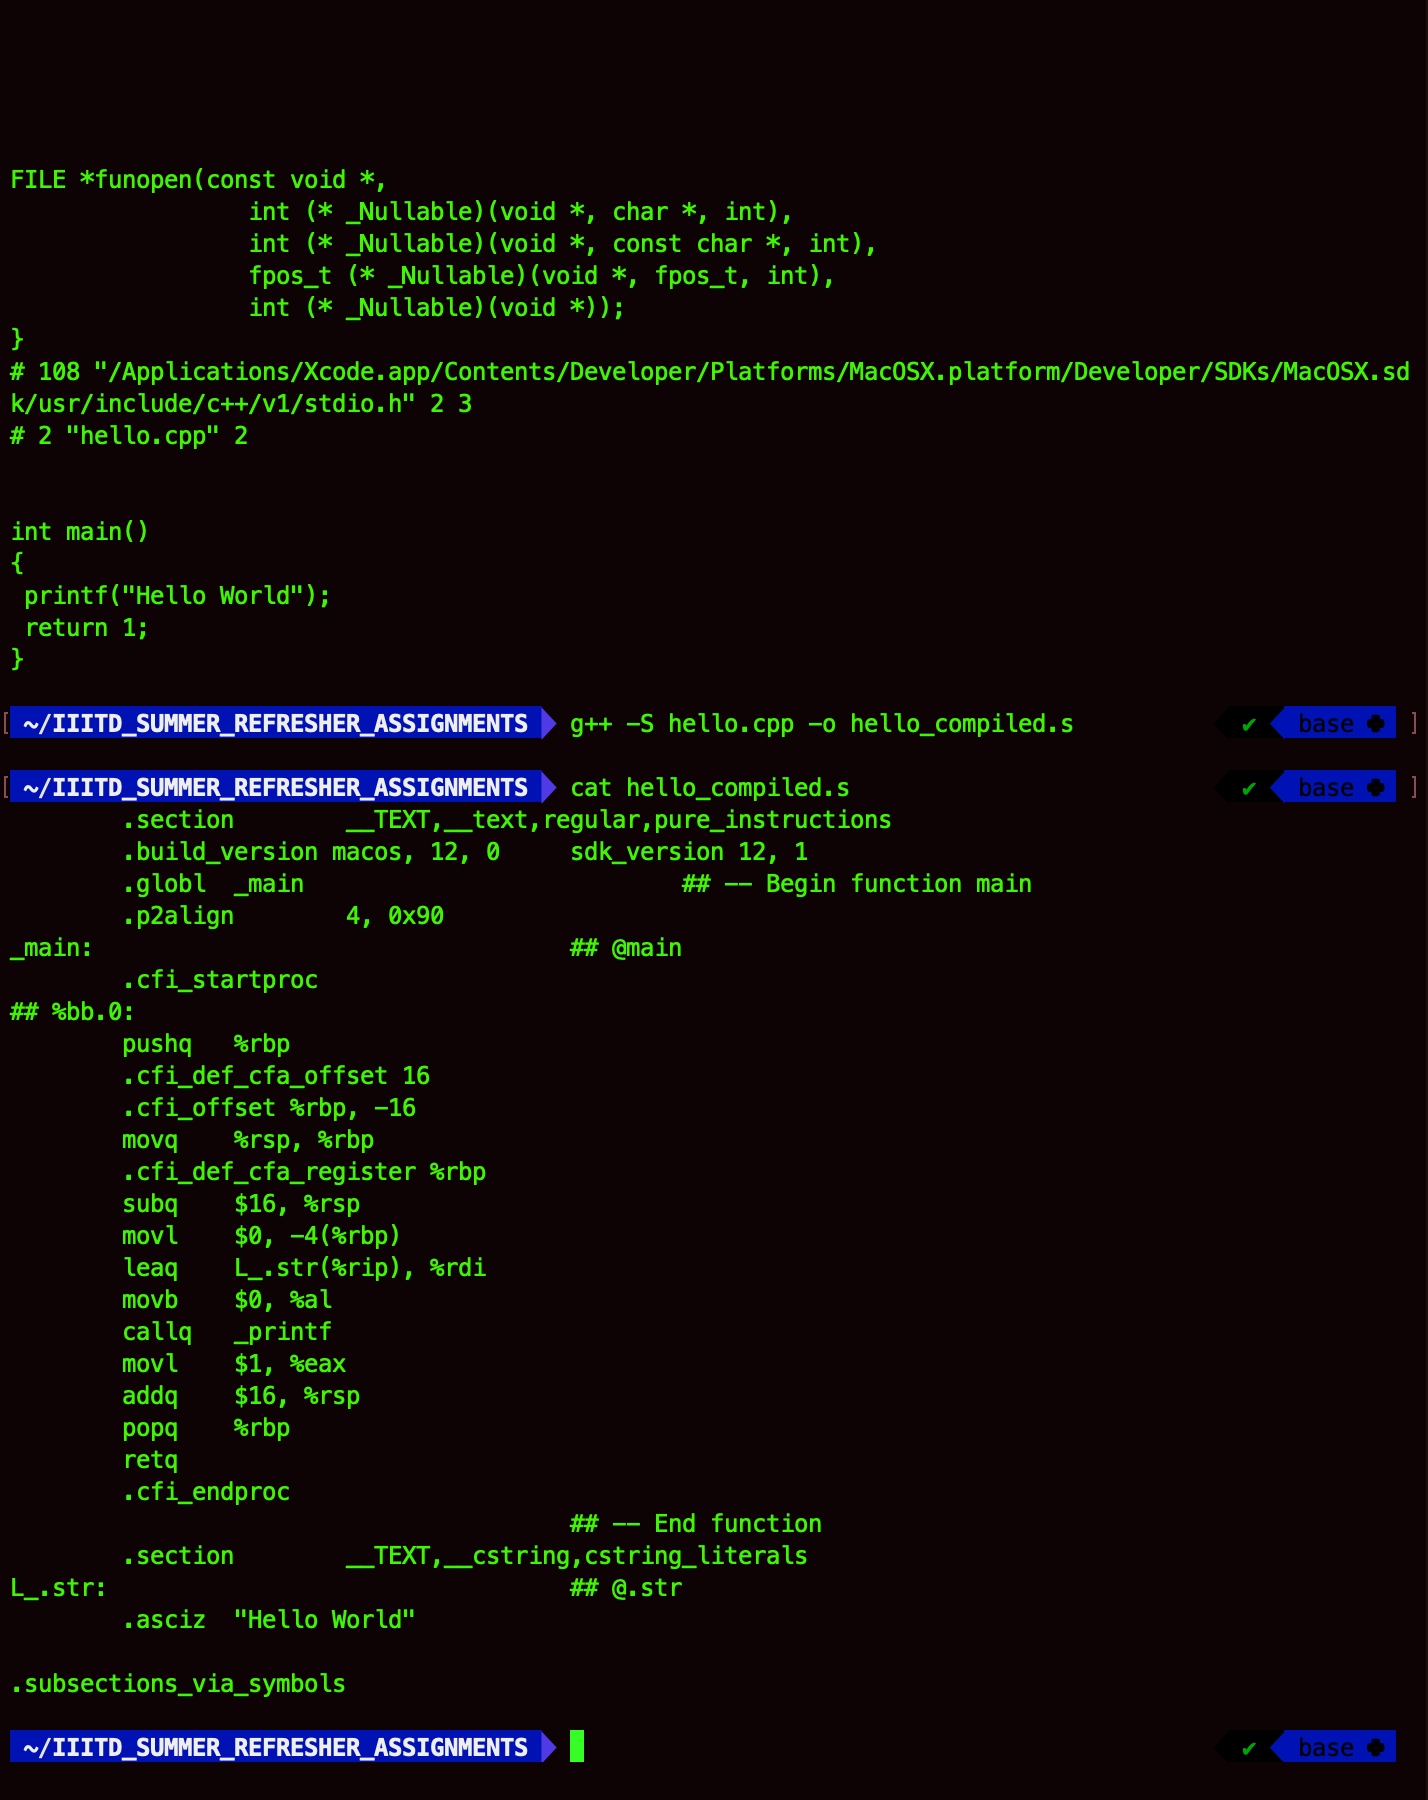 FILE *funopen(const void *,
                 int (* _Nullable)(void *, char *, int),
                 int (* _Nullable)(void *, const char *, int),
                 fpos_t (* _Nullable)(void *, fpos_t, int),
                 int (* _Nullable)(void *));
}
# 108 "/Applications/Xcode.app/Contents/Developer/Platforms/MacOSX.platform/Developer/SDKs/MacOSX.sd
k/usr/include/c++/v1/stdio.h" 2 3
# 2 "hello.cpp" 2
int main()
{
 printf("Hello World");
 return 1;
}
[ ~/IIITD_SUMMER_REFRESHER_ASSIGNMENTS g++ -S hello.cpp -o hello_compiled.s ✔ base ]
[ ~/IIITD_SUMMER_REFRESHER_ASSIGNMENTS cat hello_compiled.s ✔ base ]
        .section        __TEXT,__text,regular,pure_instructions
        .build_version macos, 12, 0     sdk_version 12, 1
        .globl  _main                           ## -- Begin function main
        .p2align        4, 0x90
_main:                                  ## @main
        .cfi_startproc
## %bb.0:
        pushq   %rbp
        .cfi_def_cfa_offset 16
        .cfi_offset %rbp, -16
        movq    %rsp, %rbp
        .cfi_def_cfa_register %rbp
        subq    $16, %rsp
        movl    $0, -4(%rbp)
        leaq    L_.str(%rip), %rdi
        movb    $0, %al
        callq   _printf
        movl    $1, %eax
        addq    $16, %rsp
        popq    %rbp
        retq
        .cfi_endproc
                                        ## -- End function
        .section        __TEXT,__cstring,cstring_literals
L_.str:                                 ## @.str
        .asciz  "Hello World"
.subsections_via_symbols
~/IIITD_SUMMER_REFRESHER_ASSIGNMENTS ✔ base